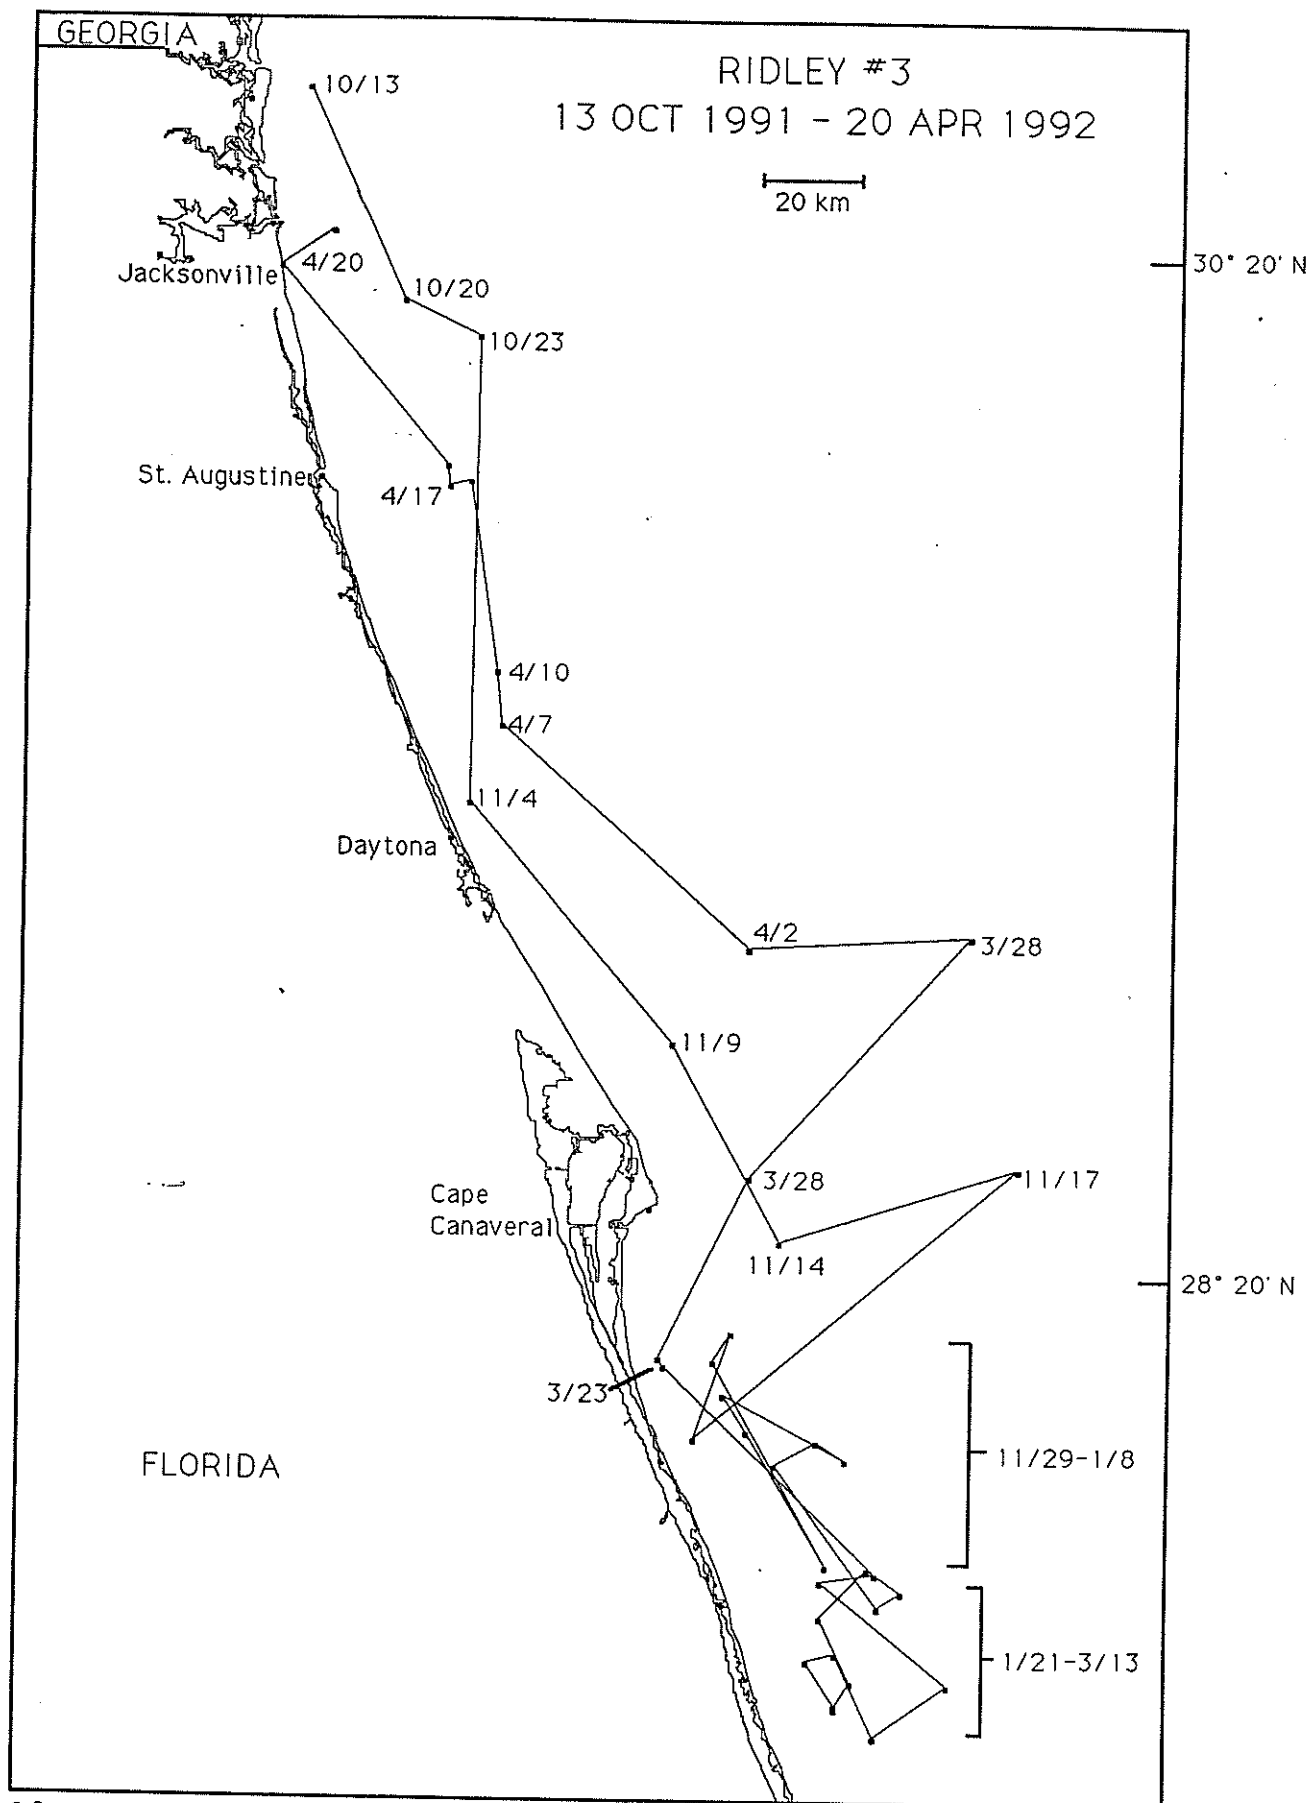 GEORGIA
RIDLEY #3
13 OCT 1991 - 20 APR 1992
20 km
10/13
4/20
Jacksonville
30° 20' N
10/20
10/23
St. Augustine
4/17
4/10
4/7
11/4
Daytona
4/2
3/28
11/9
3/28
11/17
Cape
Canaveral
11/14
28° 20' N
3/23
11/29-1/8
FLORIDA
1/21-3/13